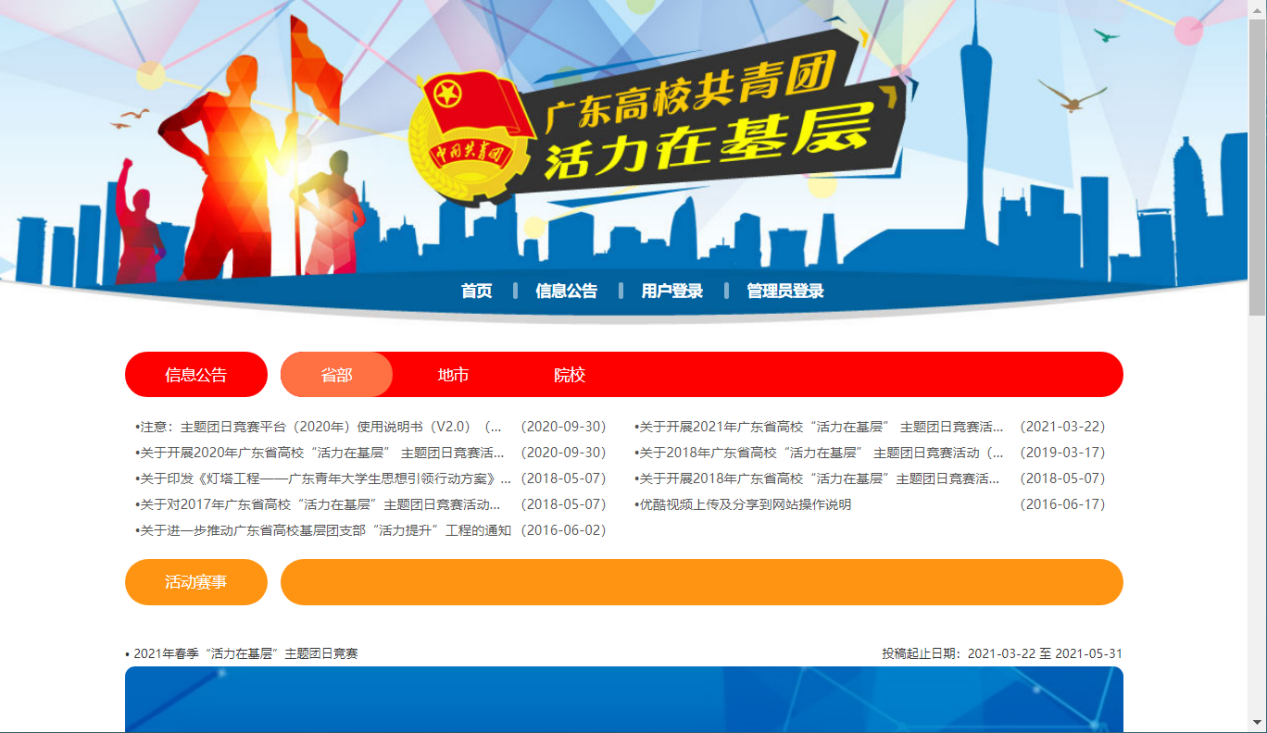 广东高校共青团
活力在基层
中国共青团
首页 | 信息公告 | 用户登录 | 管理员登录
信息公告 省部 地市 院校
•注意：主题团日竞赛平台（2020年）使用说明书（V2.0）（... （2020-09-30）
•关于开展2021年广东省高校“活力在基层” 主题团日竞赛活... （2021-03-22）
•关于开展2020年广东省高校“活力在基层” 主题团日竞赛活... （2020-09-30）
•关于2018年广东省高校“活力在基层” 主题团日竞赛活动（... （2019-03-17）
•关于印发《灯塔工程——广东青年大学生思想引领行动方案》... （2018-05-07）
•关于开展2018年广东省高校“活力在基层”主题团日竞赛活... （2018-05-07）
•关于对2017年广东省高校“活力在基层”主题团日竞赛活动... （2018-05-07）
•优酷视频上传及分享到网站操作说明 （2016-06-17）
•关于进一步推动广东省高校基层团支部“活力提升”工程的通知 （2016-06-02）
活动赛事
• 2021年春季“活力在基层”主题团日竞赛 投稿起止日期：2021-03-22 至 2021-05-31